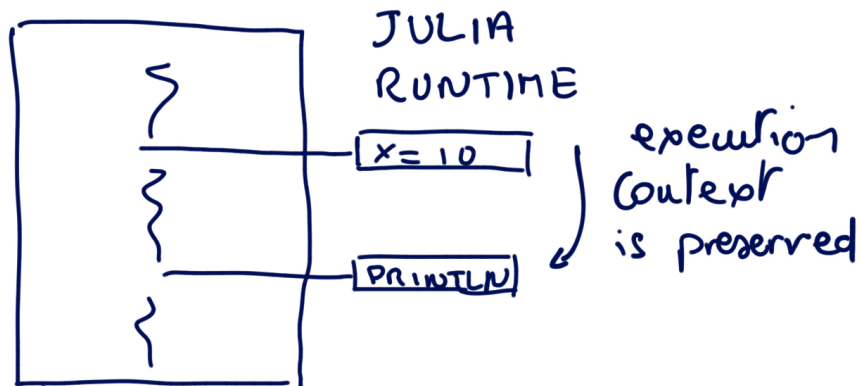 JULIA
RUNTIME
x = 10
execution
context
is preserved
PRINTLN